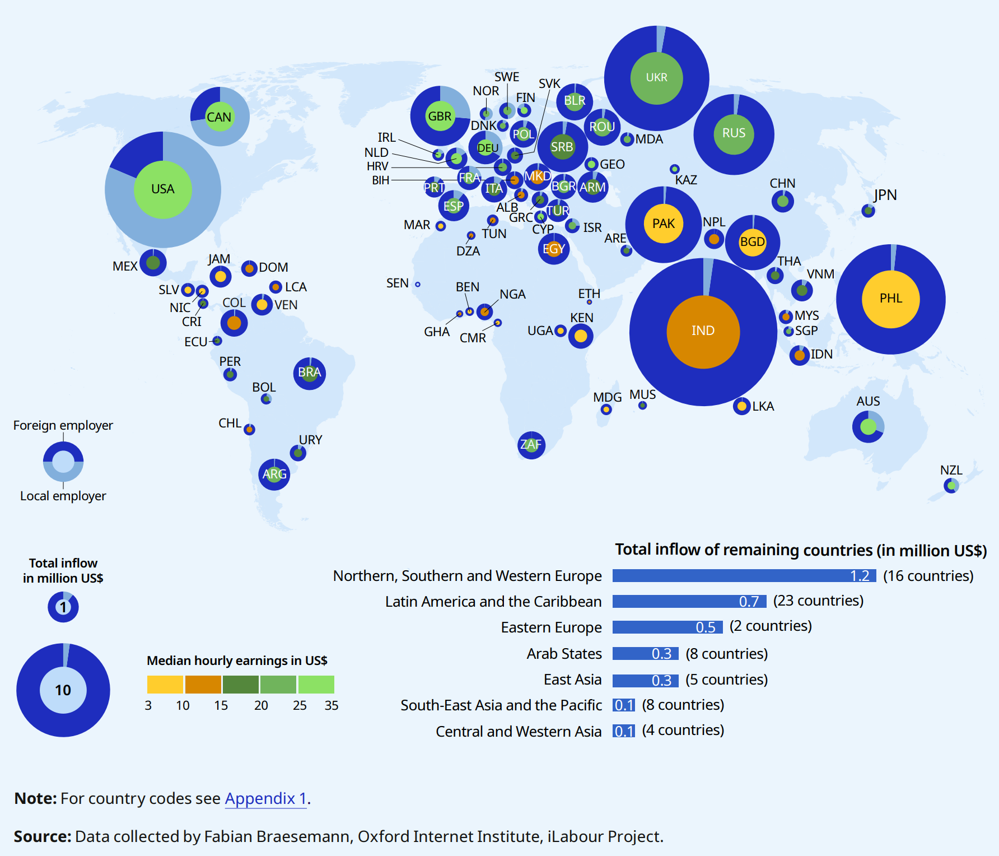 UKR
SWE
SVK
NOR
FIN
BLR
CAN
GBR
DNK
POL
ROU
RUS
IRL
DEU
SRB
MDA
NLD
HRV
GEO
BIH
FRA
MKD
KAZ
USA
PRT
ITA
BGR
ARM
CHN
JPN
ESP
ALB
GRC
TUR
MAR
TUN
CYP
ISR
PAK
NPL
DZA
EGY
ARE
BGD
MEX
JAM
DOM
THA
SEN
BEN
NGA
ETH
VNM
SLV
LCA
NIC
COL
VEN
PHL
CRI
GHA
CMR
UGA
KEN
MYS
ECU
IND
SGP
PER
BRA
IDN
BOL
MDG
MUS
LKA
AUS
CHL
Foreign employer
URY
ZAF
ARG
NZL
Local employer
Total inflow
in million US$
1
10
Median hourly earnings in US$
3 10 15 20 25 35
Total inflow of remaining countries (in million US$)
Northern, Southern and Western Europe 1.2 (16 countries)
Latin America and the Caribbean 0.7 (23 countries)
Eastern Europe 0.5 (2 countries)
Arab States 0.3 (8 countries)
East Asia 0.3 (5 countries)
South-East Asia and the Pacific 0.1 (8 countries)
Central and Western Asia 0.1 (4 countries)
Note: For country codes see Appendix 1.
Source: Data collected by Fabian Braesemann, Oxford Internet Institute, iLabour Project.